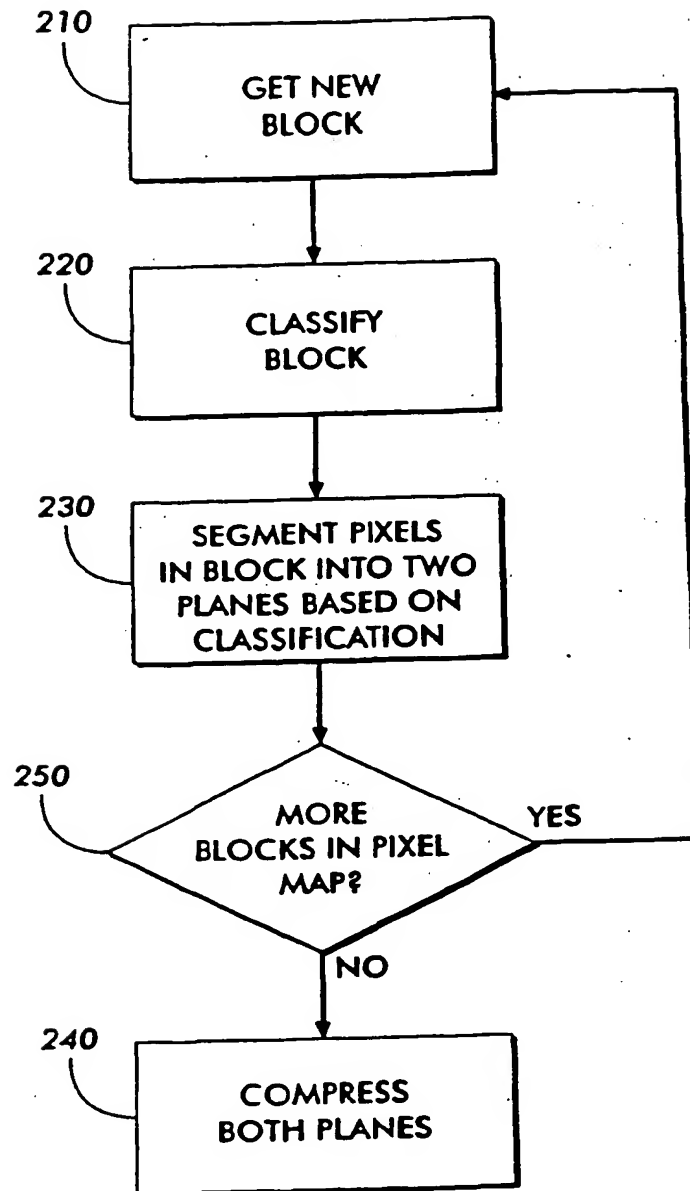 210
GET NEW
BLOCK
220
CLASSIFY
BLOCK
230
SEGMENT PIXELS
IN BLOCK INTO TWO
PLANES BASED ON
CLASSIFICATION
250
MORE
BLOCKS IN PIXEL
MAP?
YES
NO
240
COMPRESS
BOTH PLANES